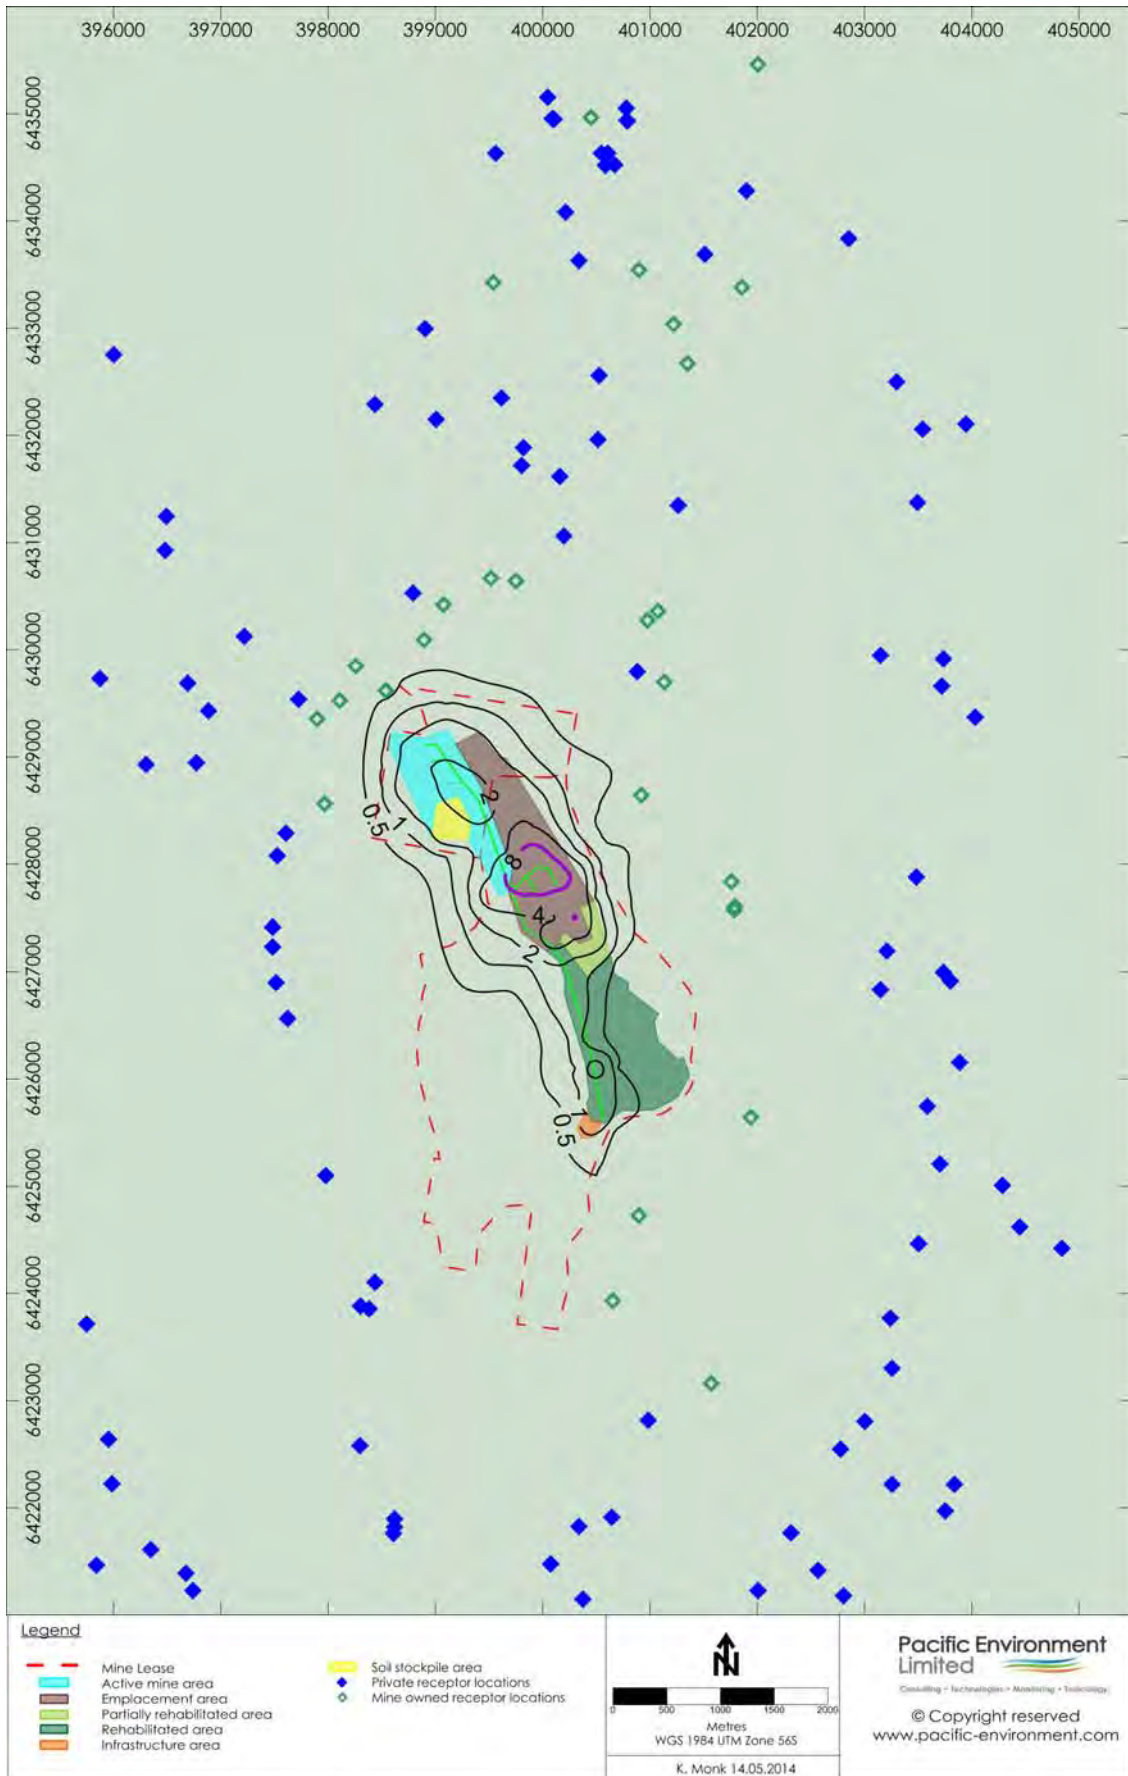 396000 397000 398000 399000 400000 401000 402000 403000 404000 405000
6435000
6434000
6433000
6432000
6431000
6430000
6429000
6428000
6427000
6426000
6425000
6424000
6423000
6422000
2
0.5
1
8
4
2
1
0.5
Legend
Mine Lease
Active mine area
Emplacement area
Partially rehabilitated area
Rehabilitated area
Infrastructure area
Soil stockpile area
Private receptor locations
Mine owned receptor locations
N
0 500 1000 1500 2000
Metres
WGS 1984 UTM Zone 56S
K. Monk 14.05.2014
Pacific Environment
Limited
Consulting • Technologies • Monitoring • Toxicology
© Copyright reserved
www.pacific-environment.com